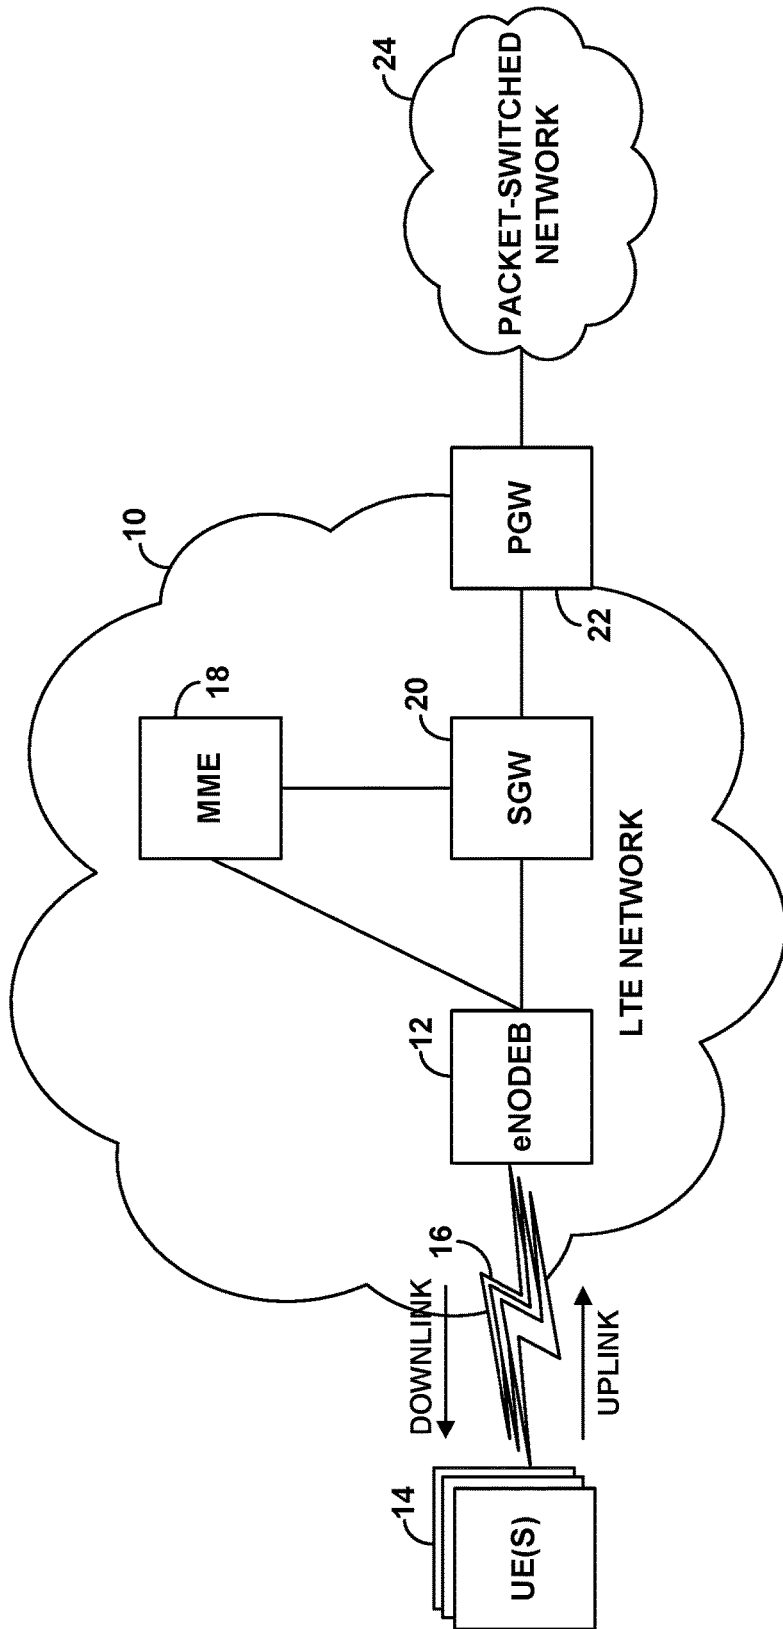 10
24
MME
18
20
12
16
DOWNLINK
14
UE(S)
UPLINK
eNODEB
SGW
PGW
22
LTE NETWORK
PACKET-SWITCHED
NETWORK